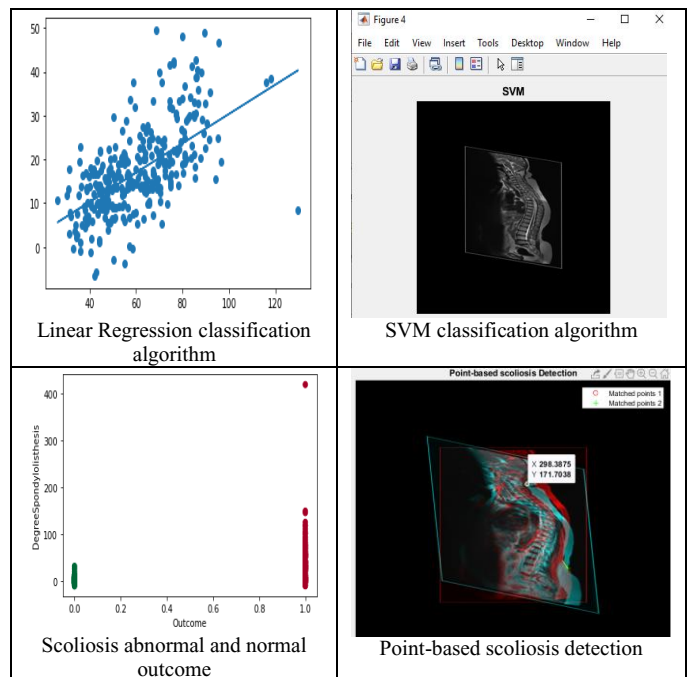 50
40
30
20
10
0
40 60 80 100 120
Linear Regression classification
algorithm
Figure 4
File Edit View Insert Tools Desktop Window Help
SVM
SVM classification algorithm
400
300
200
100
0
DegreeSpondylolisthesis
0.0 0.2 0.4 0.6 0.8 1.0
Outcome
Scoliosis abnormal and normal
outcome
Point-based scoliosis Detection
Matched points 1
Matched points 2
X 298.3875
Y 171.7038
Point-based scoliosis detection